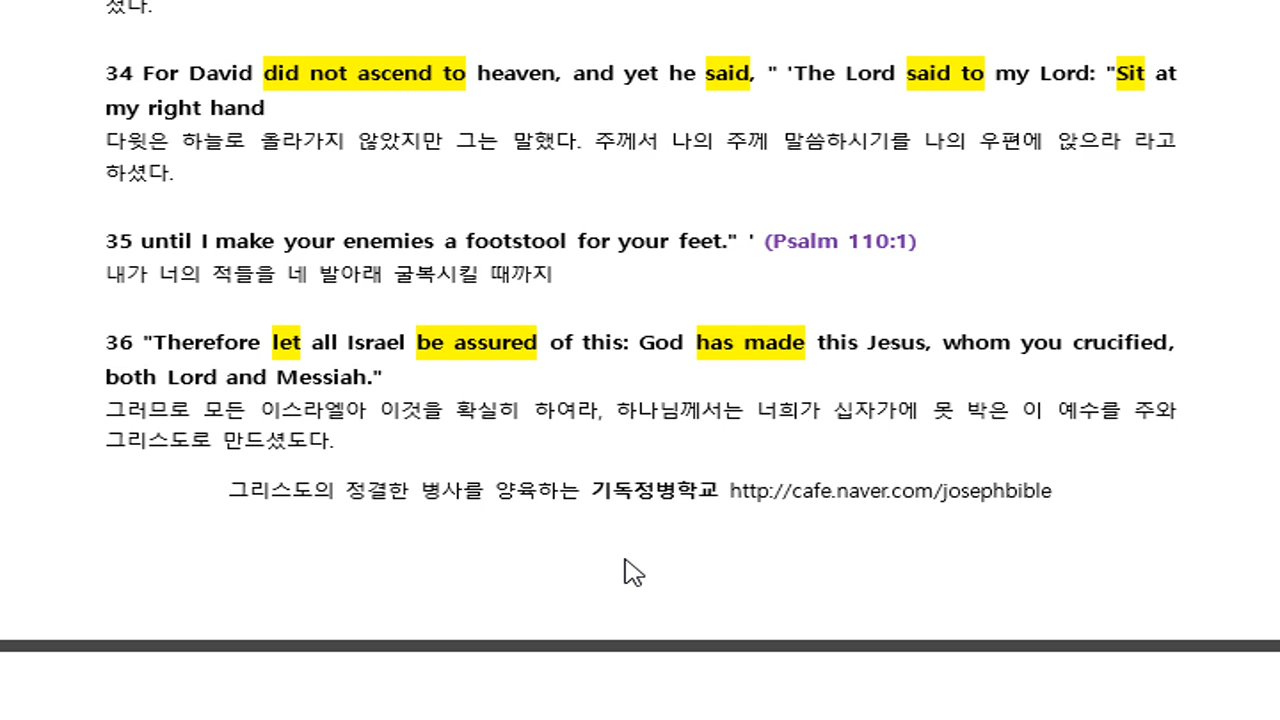 셨다.
34 For David did not ascend to heaven, and yet he said, " 'The Lord said to my Lord: "Sit at
my right hand
다윗은 하늘로 올라가지 않았지만 그는 말했다. 주께서 나의 주께 말씀하시기를 나의 우편에 앉으라 라고
하셨다.
35 until I make your enemies a footstool for your feet." ' (Psalm 110:1)
내가 너의 적들을 네 발아래 굴복시킬 때까지
36 "Therefore let all Israel be assured of this: God has made this Jesus, whom you crucified,
both Lord and Messiah."
그러므로 모든 이스라엘아 이것을 확실히 하여라, 하나님께서는 너희가 십자가에 못 박은 이 예수를 주와
그리스도로 만드셨도다.
그리스도의 정결한 병사를 양육하는 기독정병학교 http://cafe.naver.com/josephbible